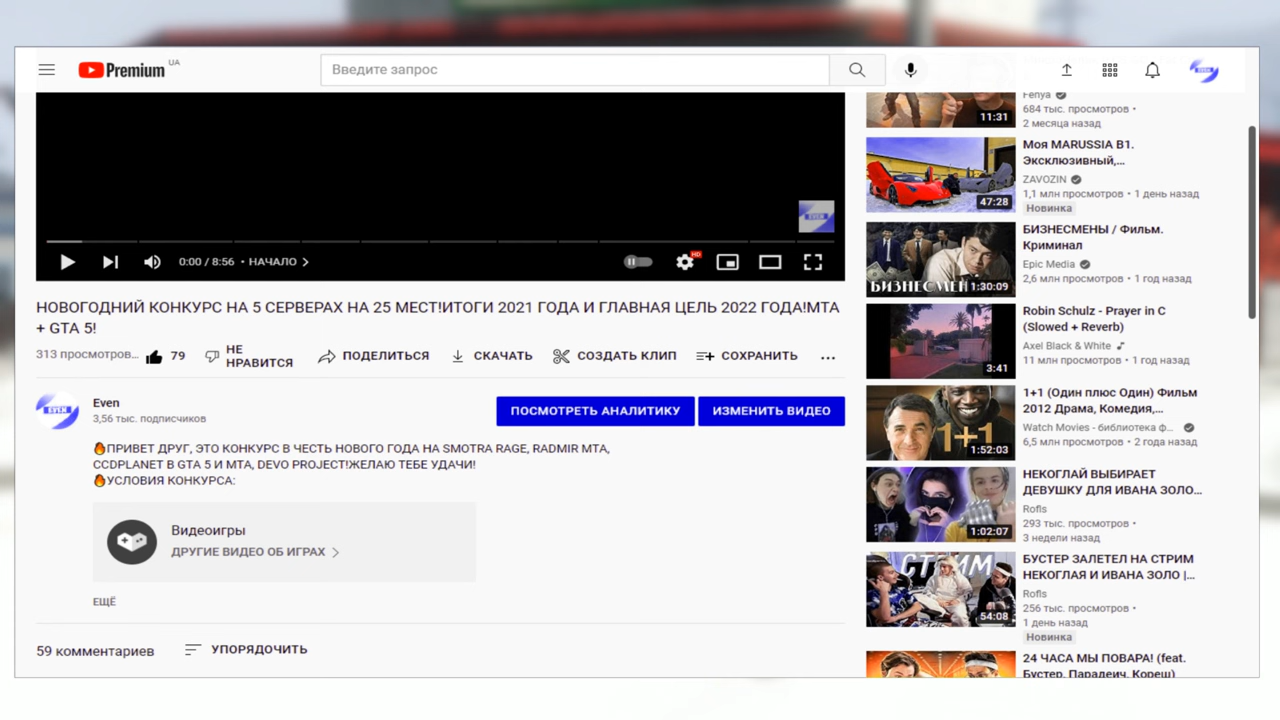 Premium UA
Введите запрос
EVEN
0:00 / 8:56 • НАЧАЛО
HD
НОВОГОДНИЙ КОНКУРС НА 5 СЕРВЕРАХ НА 25 МЕСТ!ИТОГИ 2021 ГОДА И ГЛАВНАЯ ЦЕЛЬ 2022 ГОДА!МТА
+ GTA 5!
313 просмотров...
79
НЕ
НРАВИТСЯ
ПОДЕЛИТЬСЯ
СКАЧАТЬ
СОЗДАТЬ КЛИП
СОХРАНИТЬ
...
EVEN
Even
3,56 тыс. подписчиков
ПОСМОТРЕТЬ АНАЛИТИКУ
ИЗМЕНИТЬ ВИДЕО
🔥ПРИВЕТ ДРУГ, ЭТО КОНКУРС В ЧЕСТЬ НОВОГО ГОДА НА SMOTRA RAGE, RADMIR MTA,
CCDPLANET В GTA 5 И МТА, DEVO PROJECT!ЖЕЛАЮ ТЕБЕ УДАЧИ!
🔥УСЛОВИЯ КОНКУРСА:
Видеоигры
ДРУГИЕ ВИДЕО ОБ ИГРАХ
ЕЩЁ
59 комментариев
УПОРЯДОЧИТЬ
11:31
Fenya
684 тыс. просмотров •
2 месяца назад
47:28
Моя MARUSSIA B1.
Эксклюзивный,...
ZAVOZIN
1,1 млн просмотров • 1 день назад
Новинка
БИЗНЕСМЕН
1:30:09
БИЗНЕСМЕНЫ / Фильм.
Криминал
Epic Media
2,6 млн просмотров • 1 год назад
3:41
Robin Schulz - Prayer in C
(Slowed + Reverb)
Axel Black & White
11 млн просмотров • 1 год назад
1+1
1:52:03
1+1 (Один плюс Один) Фильм
2012 Драма, Комедия,...
Watch Movies - библиотека ф...
6,5 млн просмотров • 2 года назад
1:02:07
НЕКОГЛАЙ ВЫБИРАЕТ
ДЕВУШКУ ДЛЯ ИВАНА ЗОЛО...
Rofls
293 тыс. просмотров •
3 недели назад
СТРИМ
54:08
БУСТЕР ЗАЛЕТЕЛ НА СТРИМ
НЕКОГЛАЯ И ИВАНА ЗОЛО |...
Rofls
256 тыс. просмотров •
1 день назад
Новинка
24 ЧАСА МЫ ПОВАРА! (feat.
Бустер, Парадеич, Кореш)